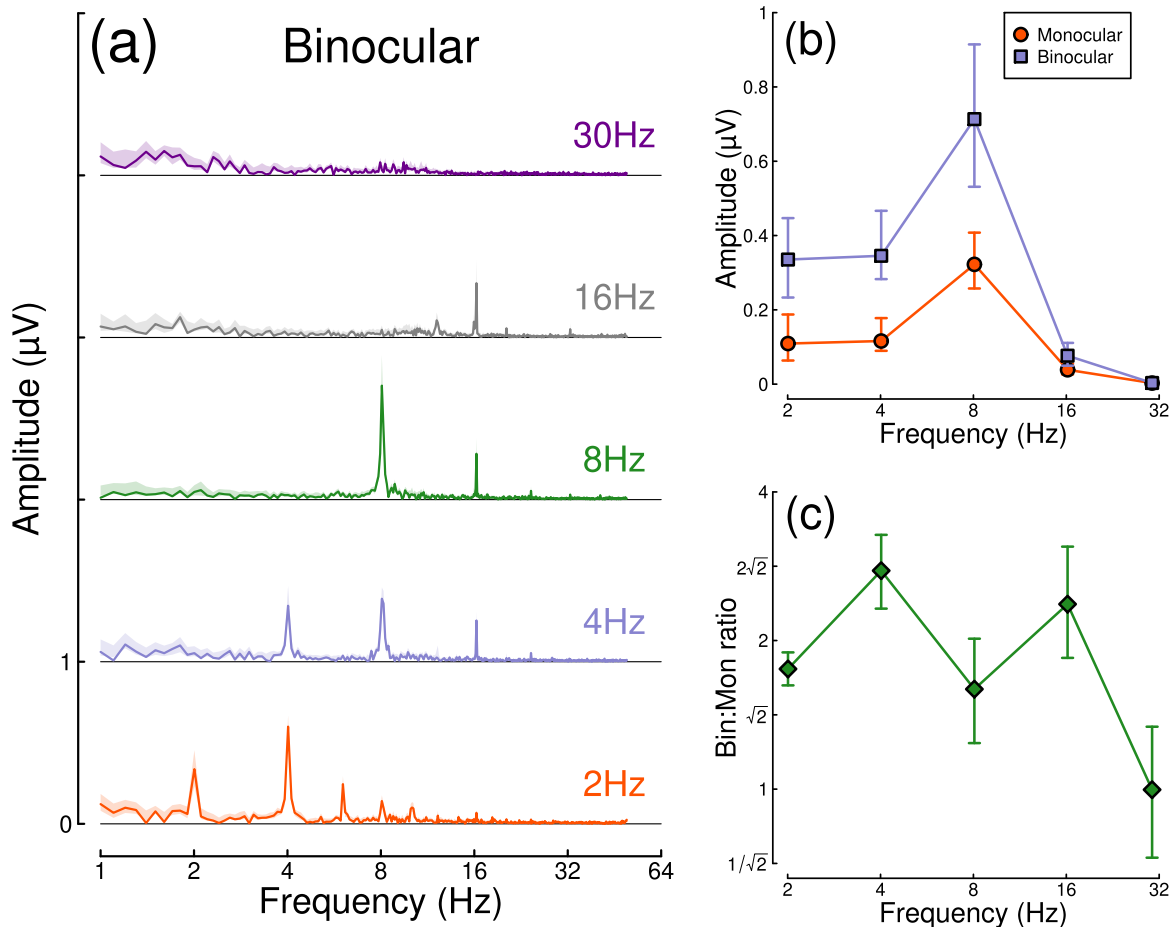 (a)
Binocular
30Hz
16Hz
8Hz
4Hz
2Hz
Amplitude (µV)
1
0
1 2 4 8 16 32 64
Frequency (Hz)
(b)
Monocular
Binocular
Amplitude (µV)
1
0.8
0.6
0.4
0.2
0
2 4 8 16 32
Frequency (Hz)
(c)
Bin:Mon ratio
4
2√2
2
√2
1
1/√2
2 4 8 16 32
Frequency (Hz)